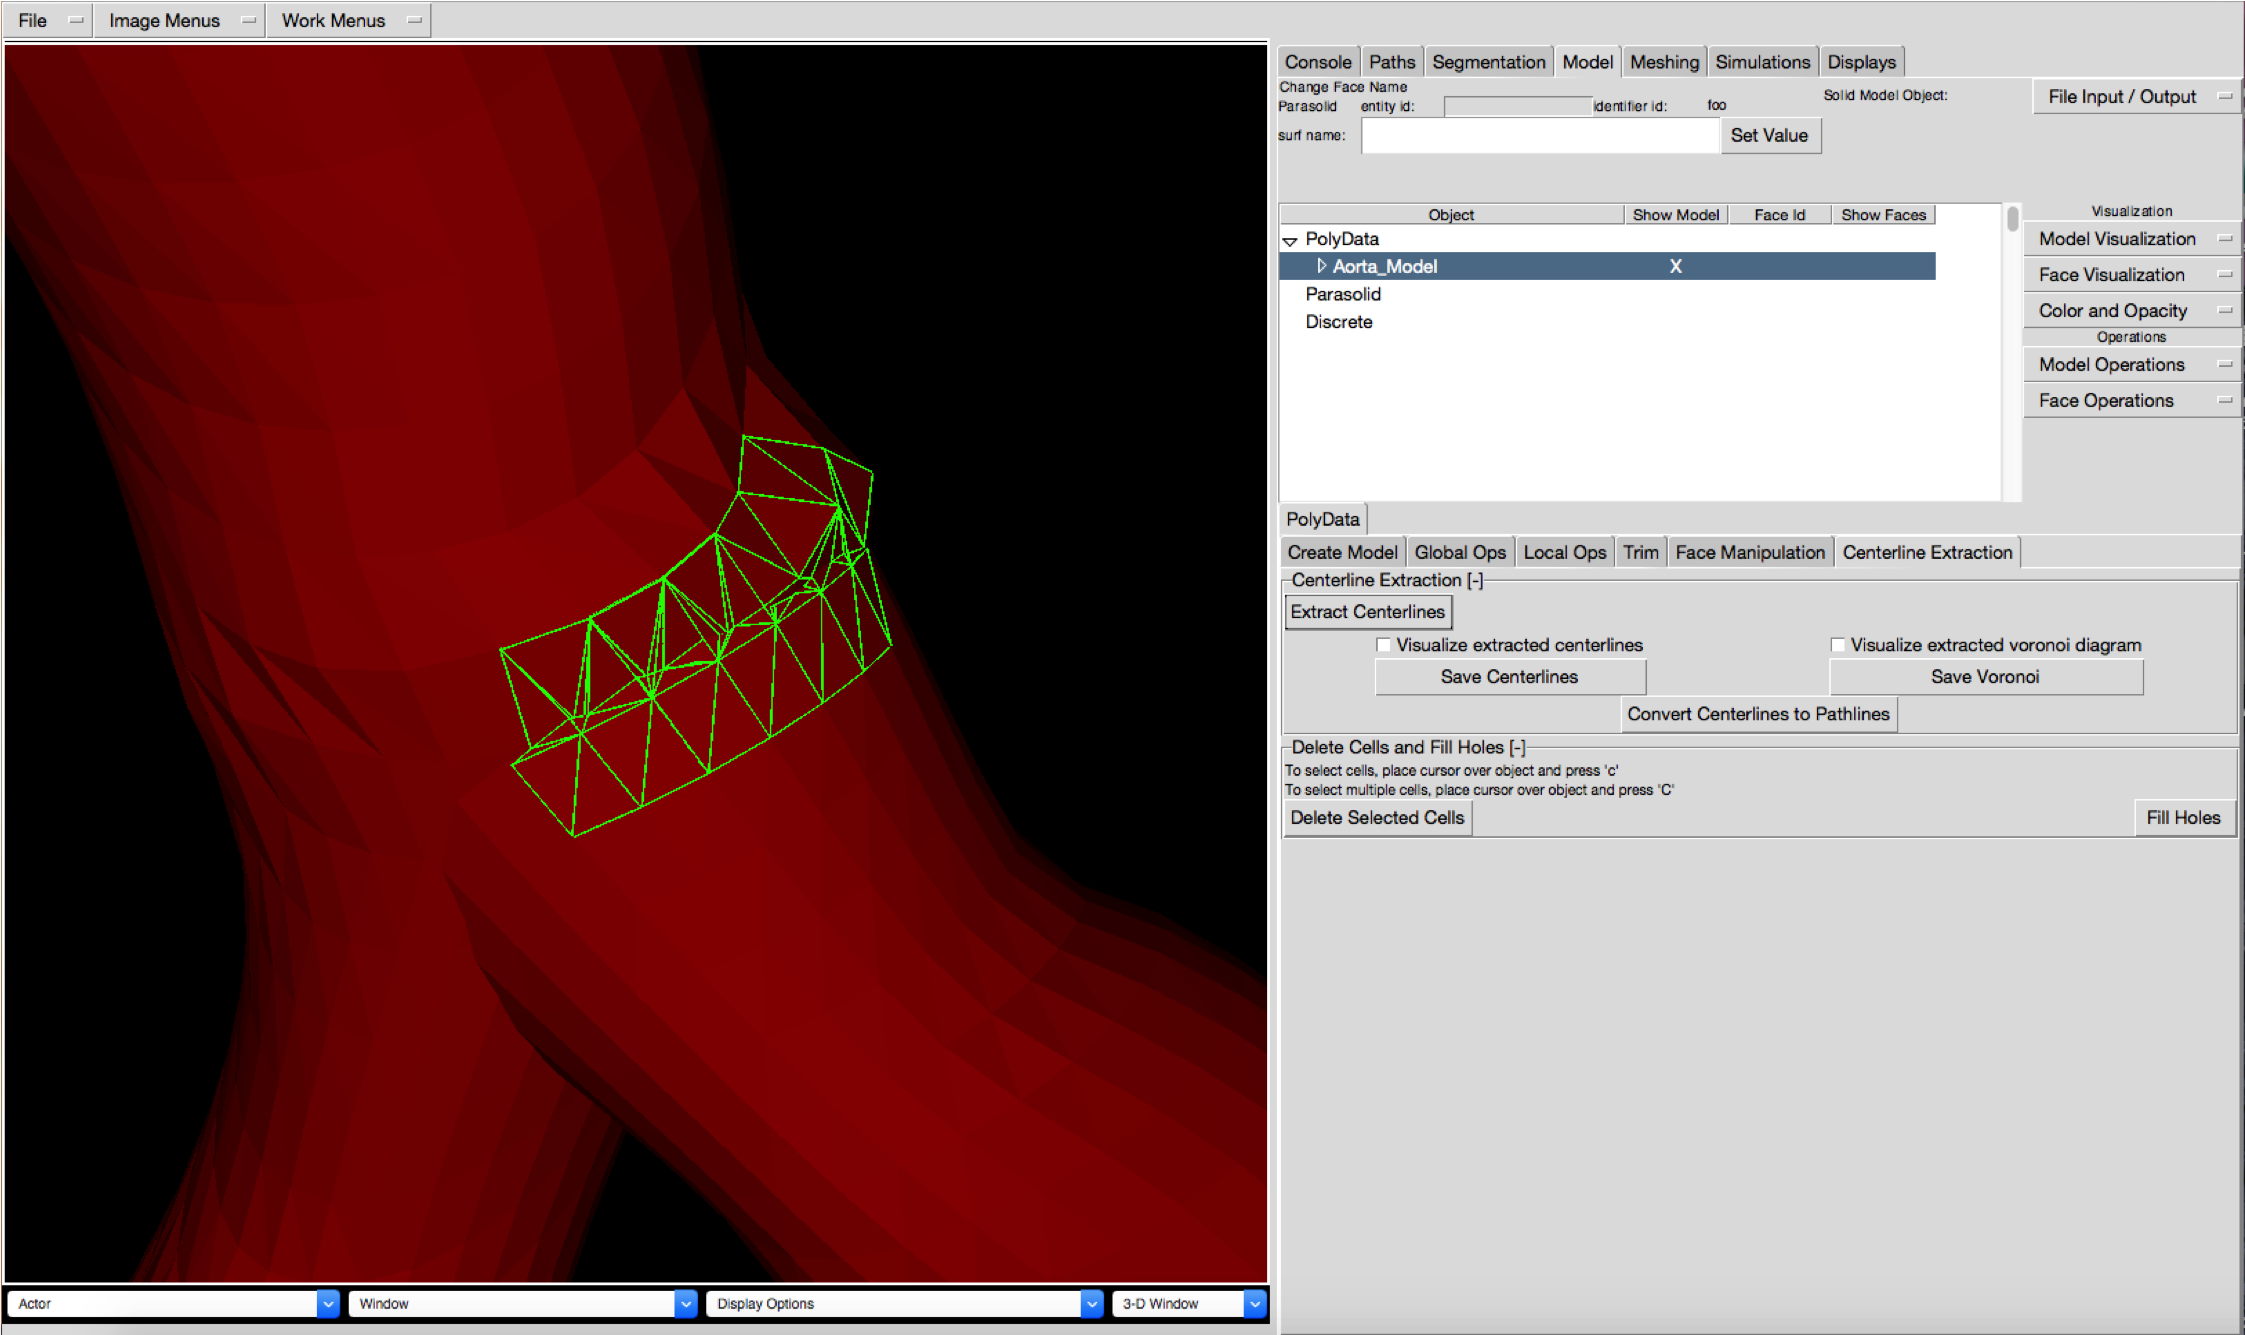 File Image Menus Work Menus
Console Paths Segmentation Model Meshing Simulations Displays
Change Face Name
Parasolid entity id: identifier id: foo Solid Model Object: File Input / Output
surf name: Set Value
Object Show Model Face Id Show Faces
PolyData
Aorta_Model X
Parasolid
Discrete
Visualization
Model Visualization
Face Visualization
Color and Opacity
Operations
Model Operations
Face Operations
PolyData
Create Model Global Ops Local Ops Trim Face Manipulation Centerline Extraction
Centerline Extraction [-]
Extract Centerlines
Visualize extracted centerlines Visualize extracted voronoi diagram
Save Centerlines Save Voronoi
Convert Centerlines to Pathlines
Delete Cells and Fill Holes [-]
To select cells, place cursor over object and press 'c'
To select multiple cells, place cursor over object and press 'C'
Delete Selected Cells Fill Holes
Actor Window Display Options 3-D Window